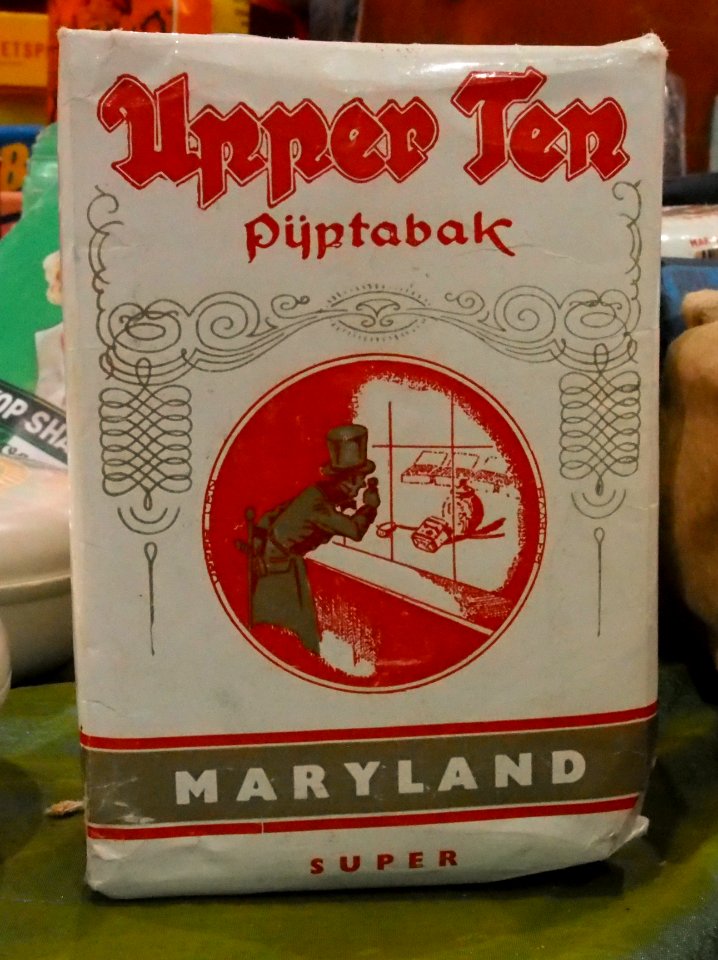 Upper Ten
Pijptabak
MARYLAND
SUPER